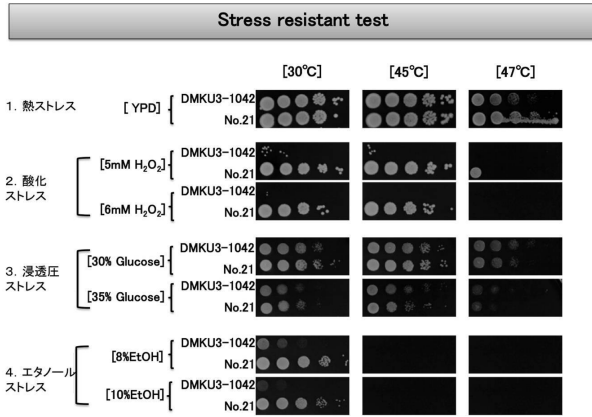 Stress resistant test
[30℃] [45℃] [47℃]
1. 熱ストレス [ YPD] DMKU3-1042
No.21
2. 酸化
ストレス
[5mM H₂O₂] DMKU3-1042
No.21
[6mM H₂O₂] DMKU3-1042
No.21
3. 浸透圧
ストレス
[30% Glucose] DMKU3-1042
No.21
[35% Glucose] DMKU3-1042
No.21
4. エタノール
ストレス
[8%EtOH] DMKU3-1042
No.21
[10%EtOH] DMKU3-1042
No.21